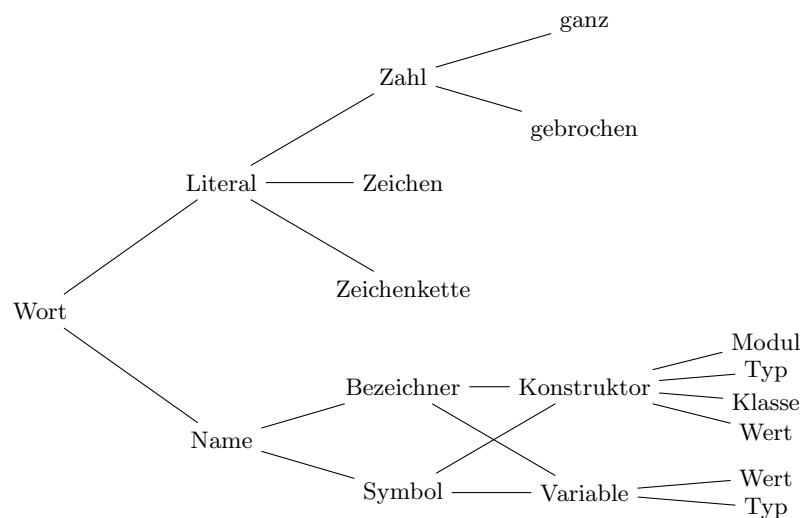 ganz
Zahl
gebrochen
Literal
Zeichen
Zeichenkette
Wort
Modul
Typ
Bezeichner
Konstruktor
Klasse
Wert
Name
Wert
Symbol
Variable
Typ